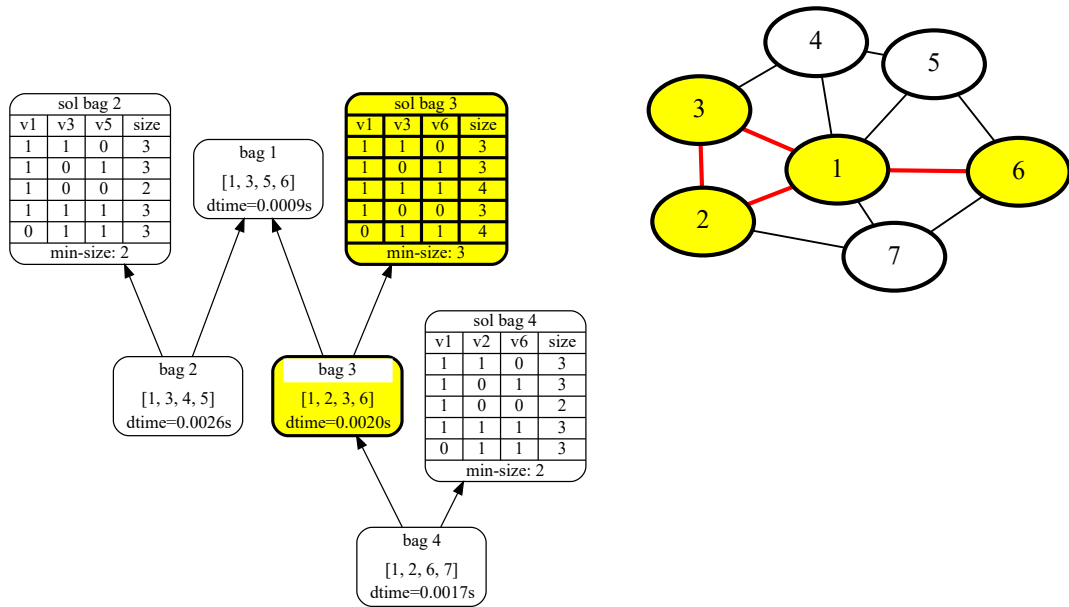 sol bag 2
v1 v3 v5 size
1 1 0 3
1 0 1 3
1 0 0 2
1 1 1 3
0 1 1 3
min-size: 2
bag 1
[1, 3, 5, 6]
dtime=0.0009s
sol bag 3
v1 v3 v6 size
1 1 0 3
1 0 1 3
1 1 1 4
1 0 0 3
0 1 1 4
min-size: 3
bag 2
[1, 3, 4, 5]
dtime=0.0026s
bag 3
[1, 2, 3, 6]
dtime=0.0020s
sol bag 4
v1 v2 v6 size
1 1 0 3
1 0 1 3
1 0 0 2
1 1 1 3
0 1 1 3
min-size: 2
bag 4
[1, 2, 6, 7]
dtime=0.0017s
4
5
3
1
6
2
7